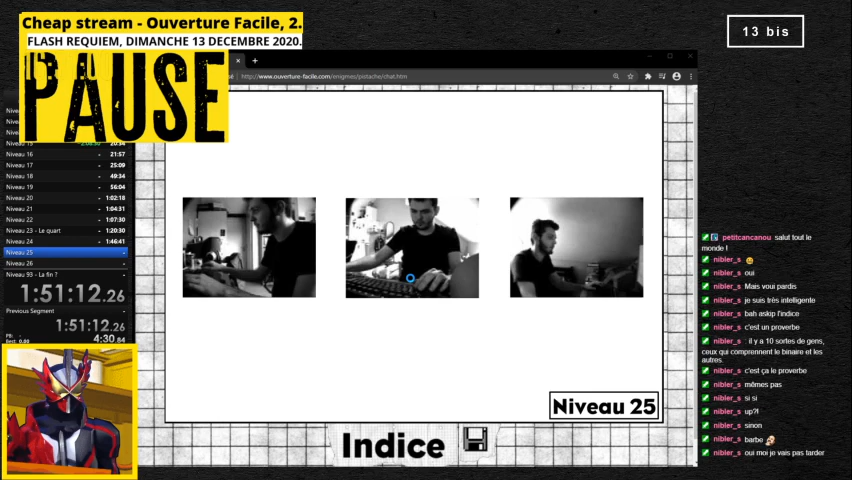 Cheap stream - Ouverture Facile, 2.
FLASH REQUIEM, DIMANCHE 13 DECEMBRE 2020.
PAUSE
13 bis
http://www.ouverture-facile.com/enigmes/pistache/chat.htm
Niveau 16 - 21:57
Niveau 17 - 25:09
Niveau 18 - 49:34
Niveau 19 - 56:04
Niveau 20 - 1:02:18
Niveau 21 - 1:04:31
Niveau 22 - 1:07:30
Niveau 23 - Le quart - 1:20:30
Niveau 24 - 1:46:41
Niveau 25 -
Niveau 26 -
Niveau 93 - La fin ? -
1:51:12.26
Previous Segment -
1:51:12.26
PB: -
Best: 0.00
4:30.84
Niveau 25
Indice
petitcancanou salut tout le
monde !
nibler_s
nibler_s oui
nibler_s Mais voui pardis
nibler_s je suis très intelligente
nibler_s bah askip l'indice
nibler_s c'est un proverbe
nibler_s : il y a 10 sortes de gens,
ceux qui comprennent le binaire et les
autres.
nibler_s c'est ça le proverbe
nibler_s mêmes pas
nibler_s si si
nibler_s up?!
nibler_s sinon
nibler_s barbe
nibler_s oui moi je vais pas tarder